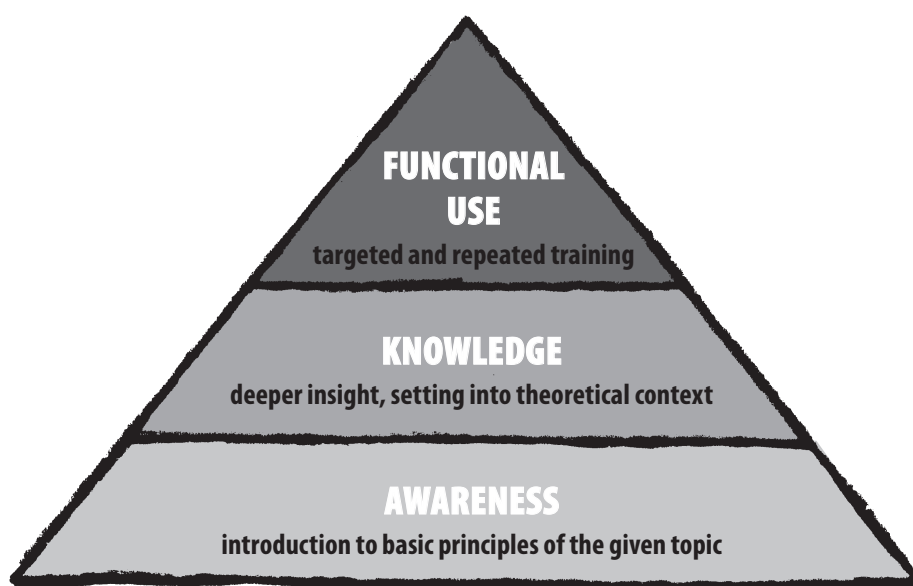 FUNCTIONAL
USE
targeted and repeated training
KNOWLEDGE
deeper insight, setting into theoretical context
AWARENESS
introduction to basic principles of the given topic